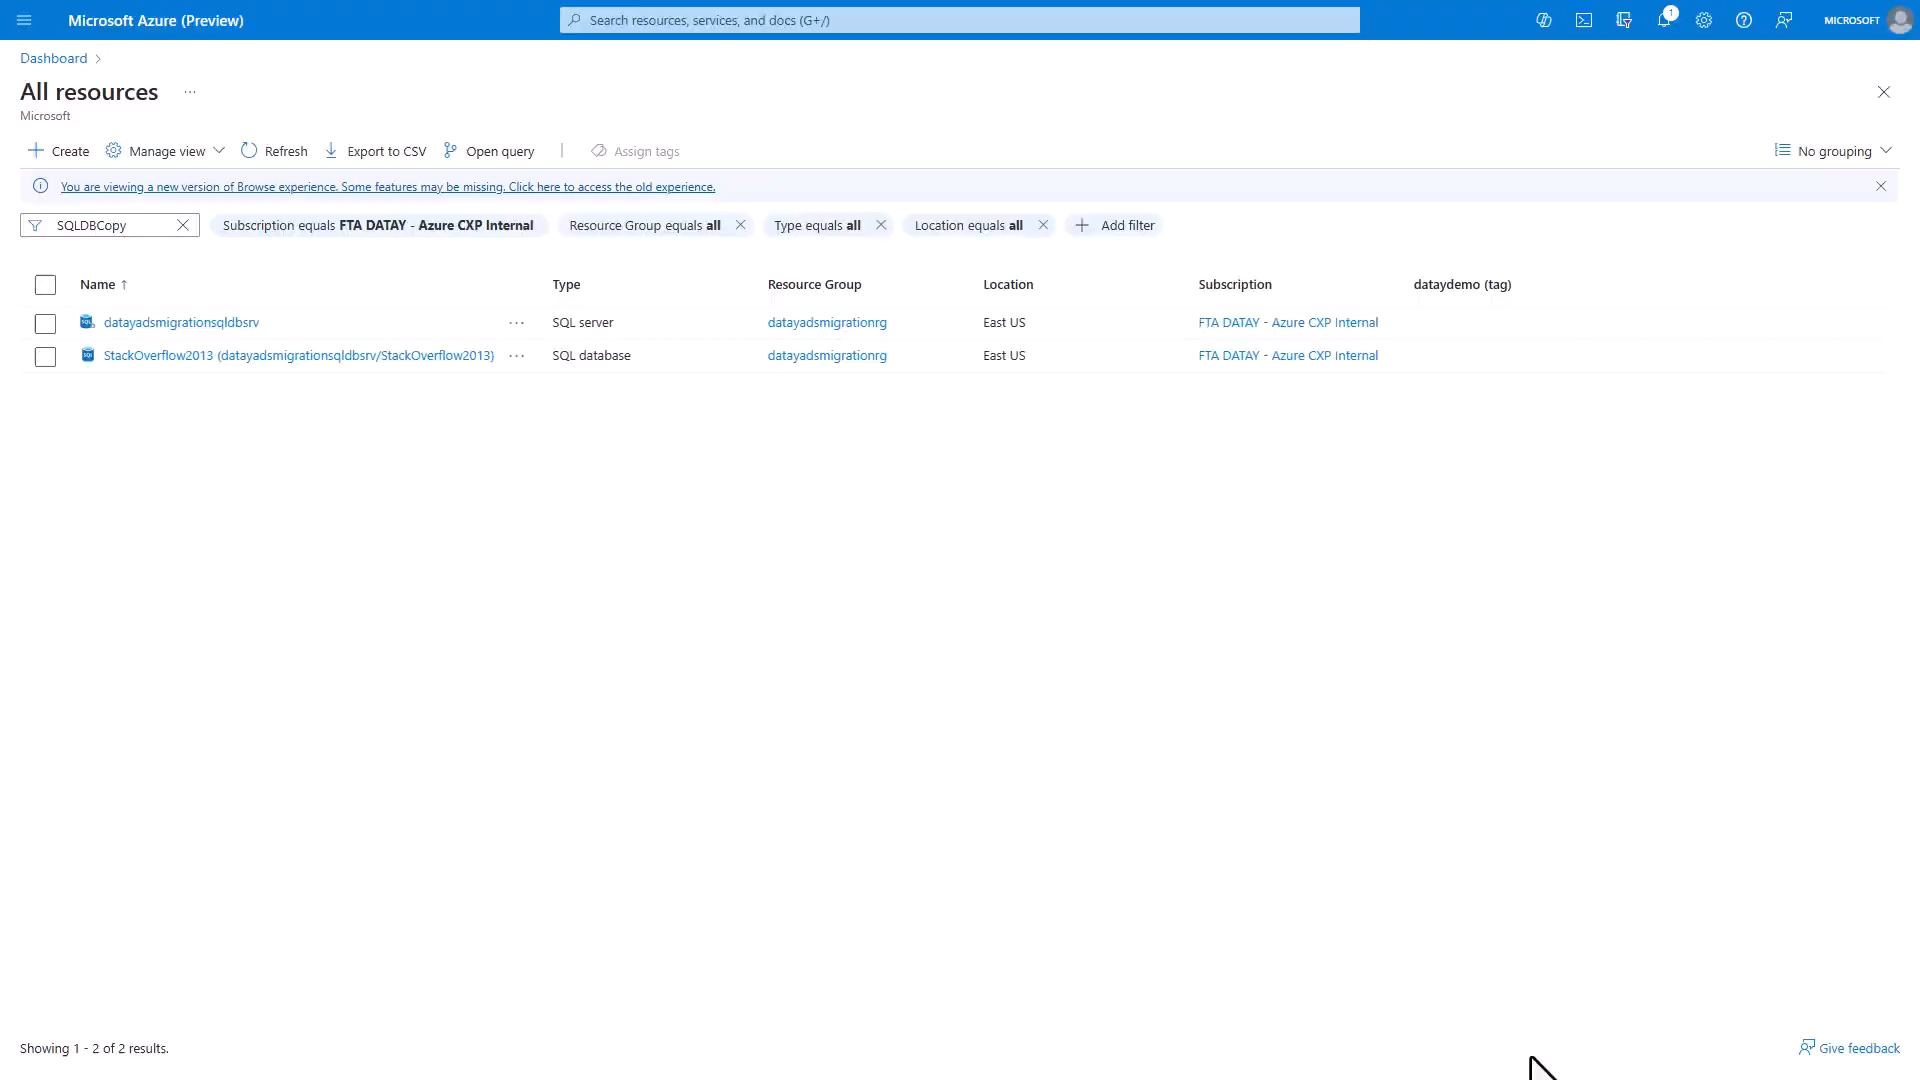 Microsoft Azure (Preview)
Search resources, services, and docs (G+/)
1
MICROSOFT
Dashboard
All resources
Microsoft
Create
Manage view
Refresh
Export to CSV
Open query
Assign tags
No grouping
You are viewing a new version of Browse experience. Some features may be missing. Click here to access the old experience.
SQLDBCopy
Subscription equals FTA DATAY - Azure CXP Internal
Resource Group equals all
Type equals all
Location equals all
Add filter
Name ↑ Type Resource Group Location Subscription dataydemo (tag)
datayadsmigrationsqldbsrv ··· SQL server datayadsmigrationrg East US FTA DATAY - Azure CXP Internal
StackOverflow2013 (datayadsmigrationsqldbsrv/StackOverflow2013) ··· SQL database datayadsmigrationrg East US FTA DATAY - Azure CXP Internal
Showing 1 - 2 of 2 results.
Give feedback